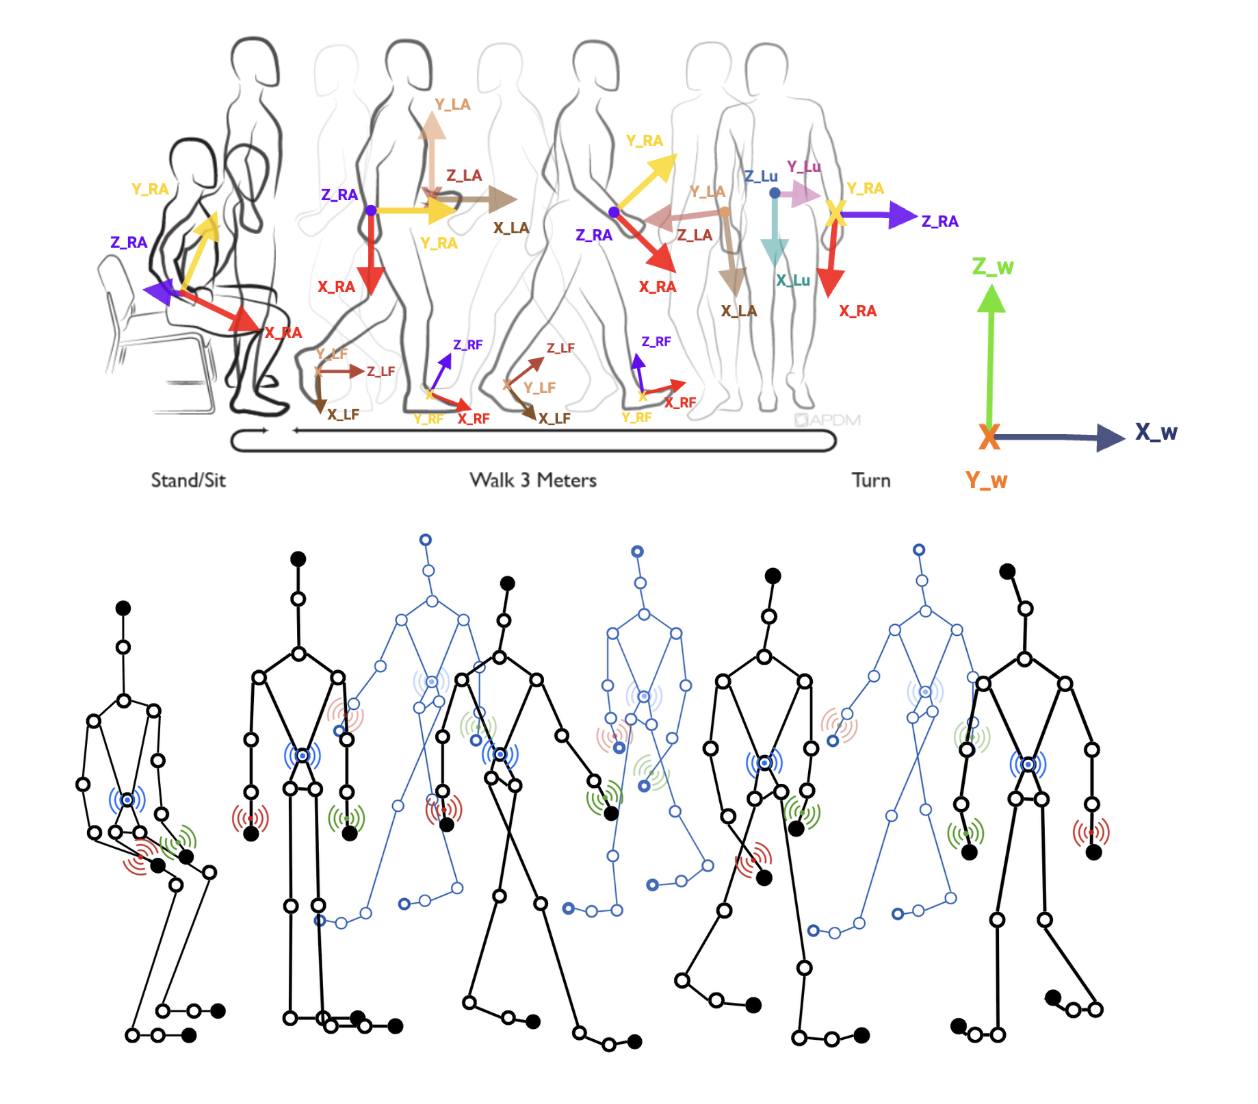 Y_LA
Y_RA
Y_RA
Z_LA
Z_Lu
Y_Lu
Z_RA
Y_LA
Y_RA
X_LA
Z_RA
Y_RA
Z_RA
Z_LA
Z_RA
X_RA
X_RA
X_Lu
X_LA
X_RA
X_RA
Z_w
X_w
Y_w
Y_LF
Z_LF
X_LF
Z_RF
Y_RF
X_RF
Z_LF
Y_LF
X_LF
Z_RF
Y_RF
X_RF
APDM
Stand/Sit
Walk 3 Meters
Turn